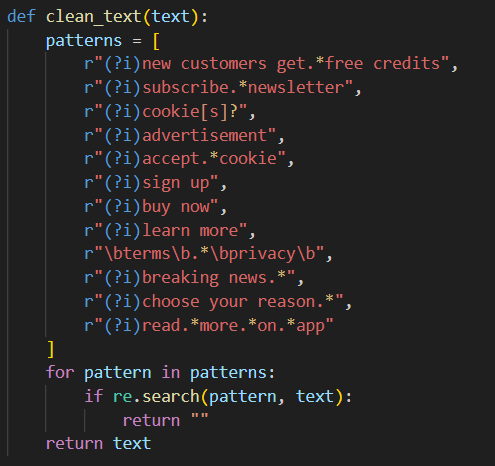 def clean_text(text):
    patterns = [
        r"(?i)new customers get.*free credits",
        r"(?i)subscribe.*newsletter",
        r"(?i)cookie[s]?",
        r"(?i)advertisement",
        r"(?i)accept.*cookie",
        r"(?i)sign up",
        r"(?i)buy now",
        r"(?i)learn more",
        r"\bterms\b.*\bprivacy\b",
        r"(?i)breaking news.*",
        r"(?i)choose your reason.*",
        r"(?i)read.*more.*on.*app"
    ]
    for pattern in patterns:
        if re.search(pattern, text):
            return ""
    return text